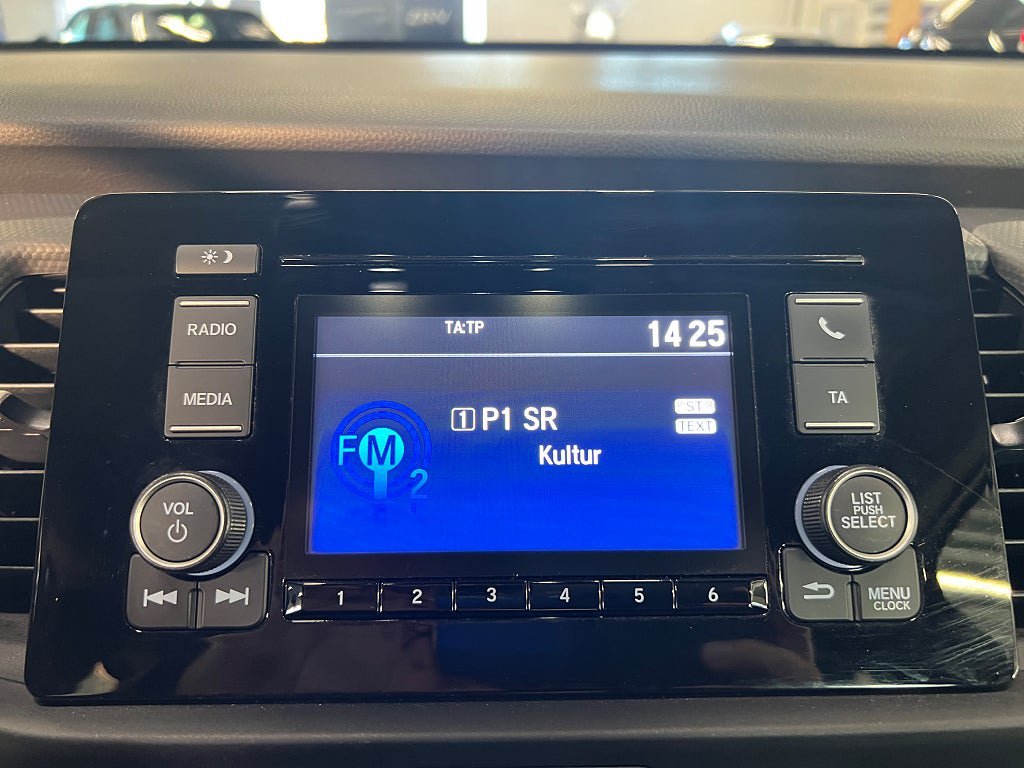 TA:TP
14 25
RADIO
MEDIA
TA
1 P1 SR
ST
TEXT
Kultur
FM
2
VOL
LIST
PUSH
SELECT
1 2 3 4 5 6
MENU
CLOCK